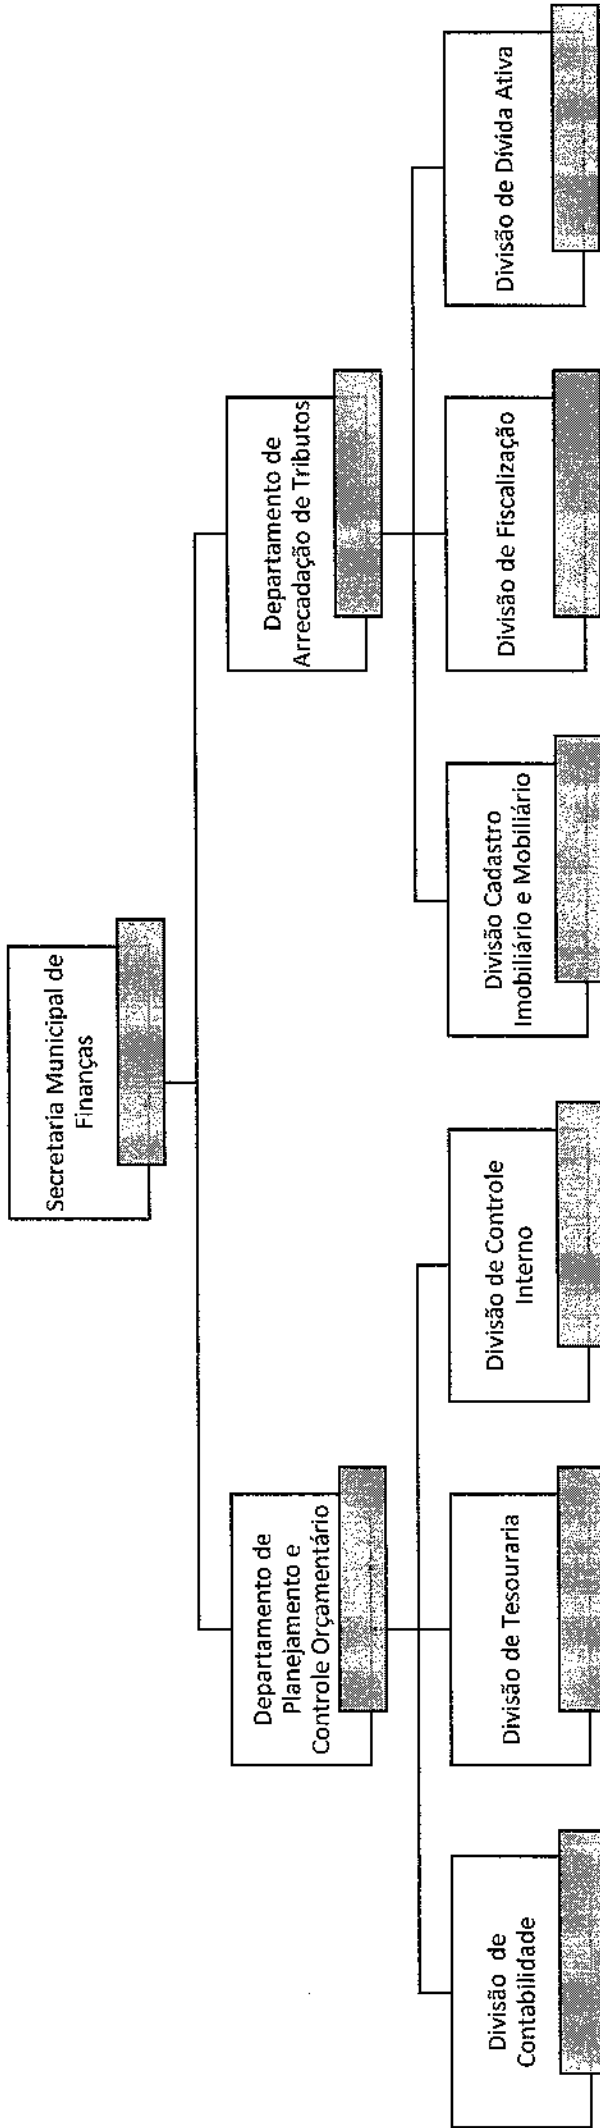 Secretaria Municipal de
Finanças
Departamento de
Planejamento e
Controle Orçamentário
Departamento de
Arrecadação de Tributos
Divisão de
Contabilidade
Divisão de Tesouraria
Divisão de Controle
Interno
Divisão Cadastro
Imobiliário e Mobiliário
Divisão de Fiscalização
Divisão de Dívida Ativa